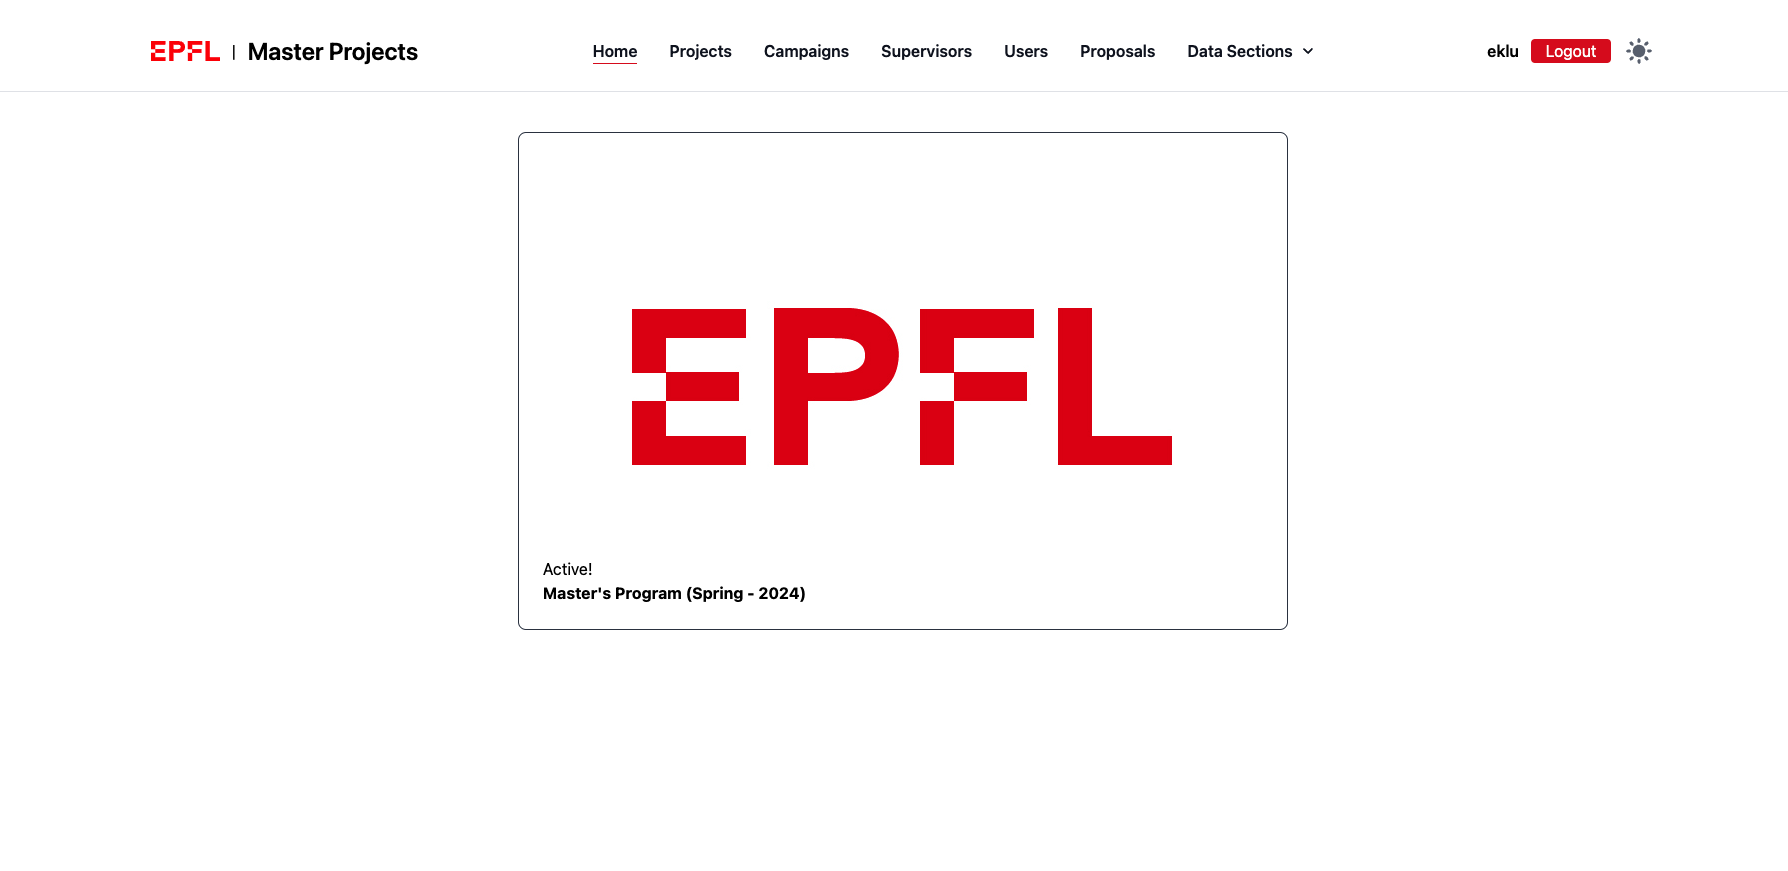 EPFL | Master Projects
Home Projects Campaigns Supervisors Users Proposals Data Sections
eklu Logout
EPFL
Active!
Master's Program (Spring - 2024)